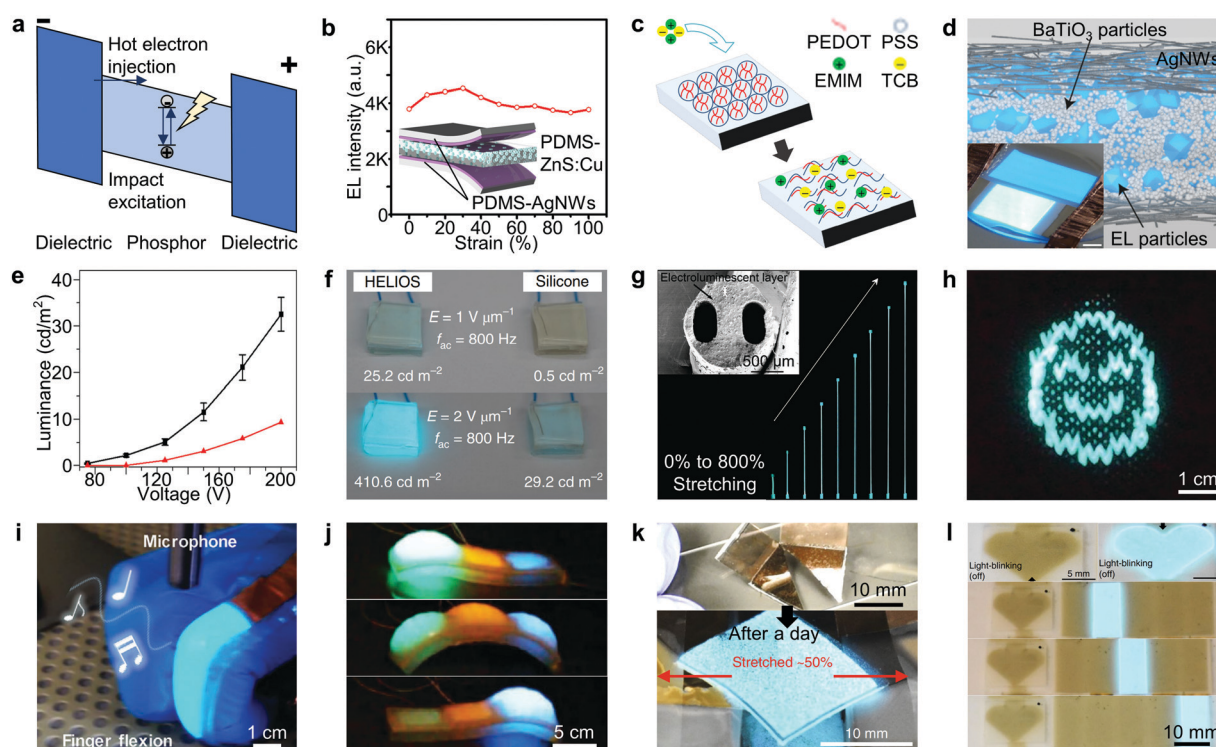 a
Hot electron
injection
Impact
excitation
Dielectric Phosphor Dielectric
b
EL intensity (a.u.)
6K
4K
2K
0
0 20 40 60 80 100
Strain (%)
PDMS-
ZnS:Cu
PDMS-AgNWs
c
PEDOT PSS
EMIM TCB
d
BaTiO3 particles
AgNWs
EL particles
e
Luminance (cd/m²)
40
30
20
10
0
80 120 160 200
Voltage (V)
f
HELIOS Silicone
E = 1 V μm⁻¹
fac = 800 Hz
25.2 cd m⁻² 0.5 cd m⁻²
E = 2 V μm⁻¹
fac = 800 Hz
410.6 cd m⁻² 29.2 cd m⁻²
g
Electroluminescent layer
500 μm
0% to 800%
Stretching
h
1 cm
i
Microphone
Finger flexion
1 cm
j
5 cm
k
10 mm
After a day
Stretched ~50%
10 mm
l
Light-blinking
(off)
5 mm
Light-blinking
(off)
10 mm